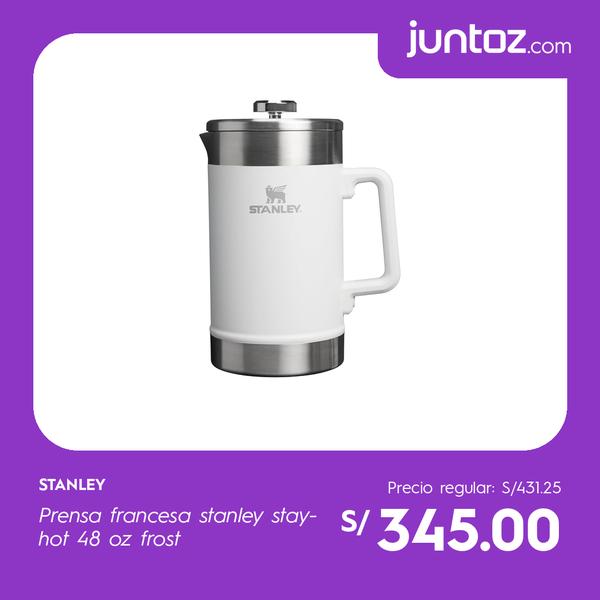 juntoz.com
STANLEY
STANLEY
Prensa francesa stanley stay-
hot 48 oz frost
Precio regular: S/431.25
S/ 345.00